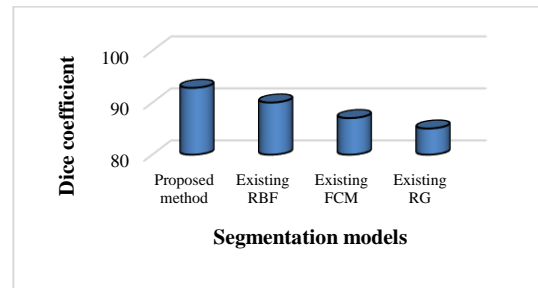 100
90
80
Dice coefficient
Proposed Existing Existing Existing
method RBF FCM RG
Segmentation models